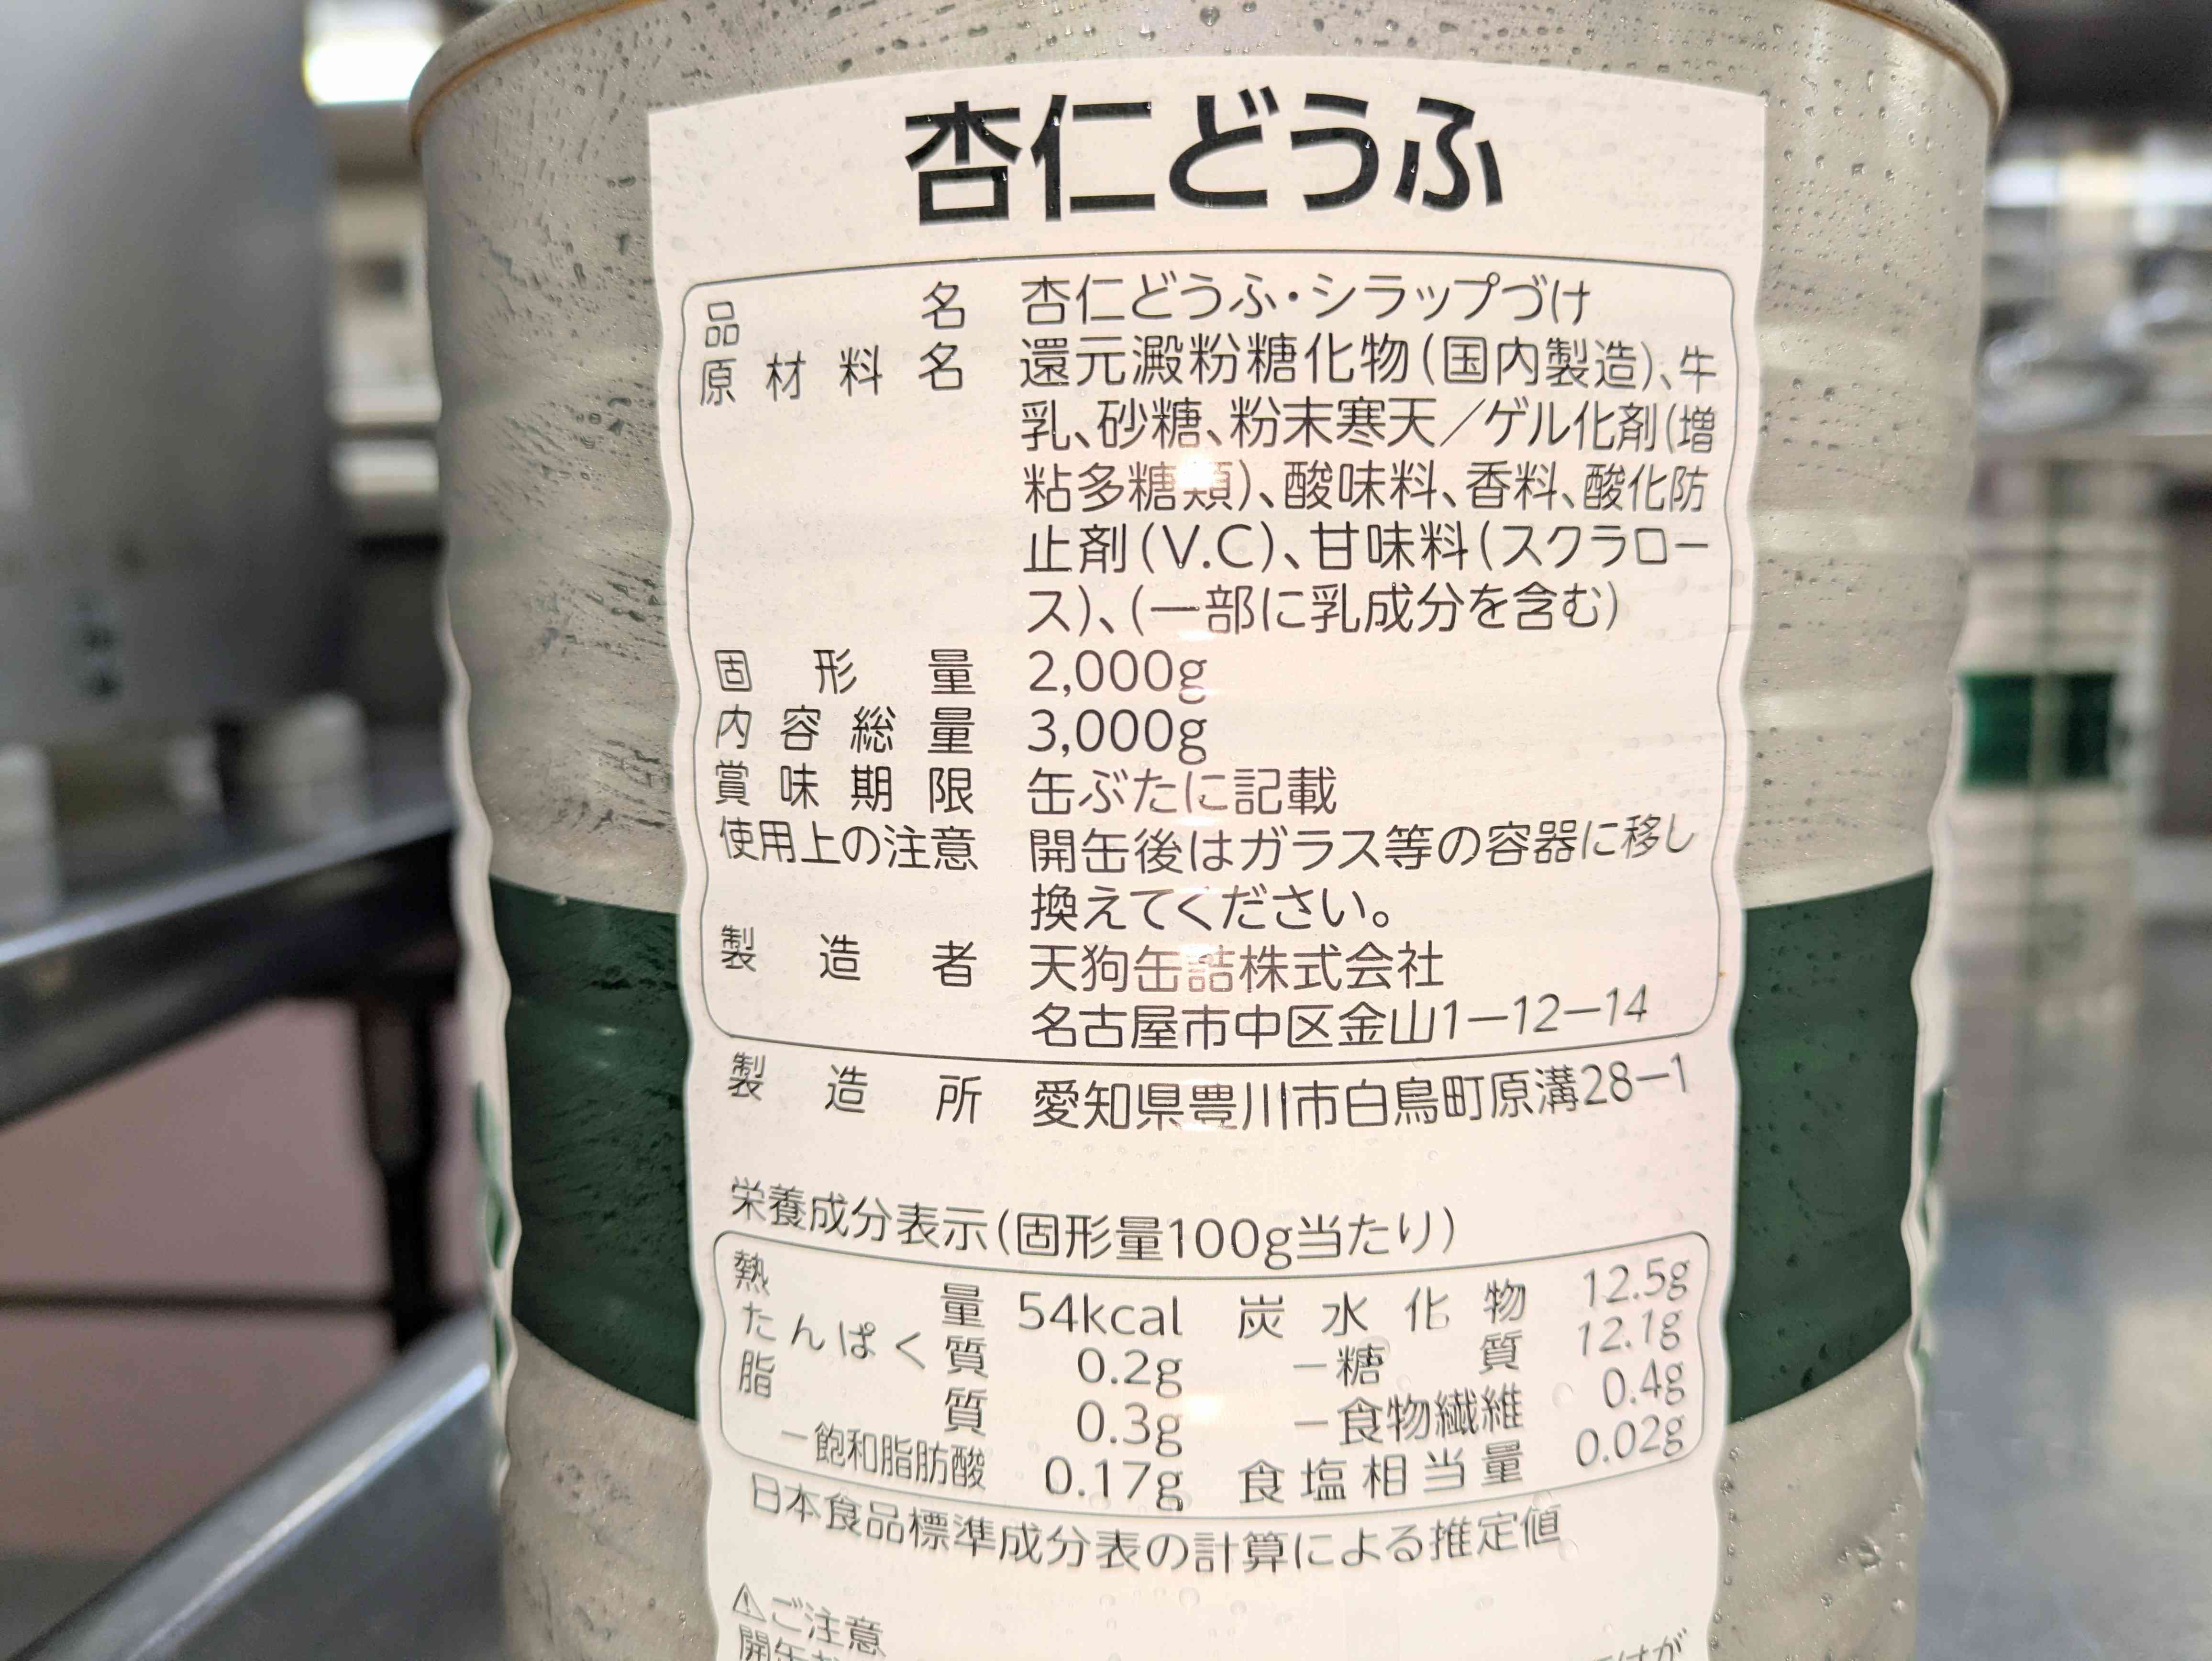 杏仁どうふ
品名 杏仁どうふ・シラップづけ
原材料名 還元澱粉糖化物(国内製造)、牛
乳、砂糖、粉末寒天/ゲル化剤(増
粘多糖類)、酸味料、香料、酸化防
止剤(V.C)、甘味料(スクラロー
ス)、(一部に乳成分を含む)
固形量 2,000g
内容総量 3,000g
賞味期限 缶ぶたに記載
使用上の注意 開缶後はガラス等の容器に移し
換えてください。
製造者 天狗缶詰株式会社
名古屋市中区金山1-12-14
製造所 愛知県豊川市白鳥町原溝28-1
栄養成分表示(固形量100g当たり)
熱量 54kcal 炭水化物 12.5g
たんぱく質 0.2g -糖質 12.1g
脂質 0.3g -食物繊維 0.4g
-飽和脂肪酸 0.17g 食塩相当量 0.02g
日本食品標準成分表の計算による推定値
⚠ご注意